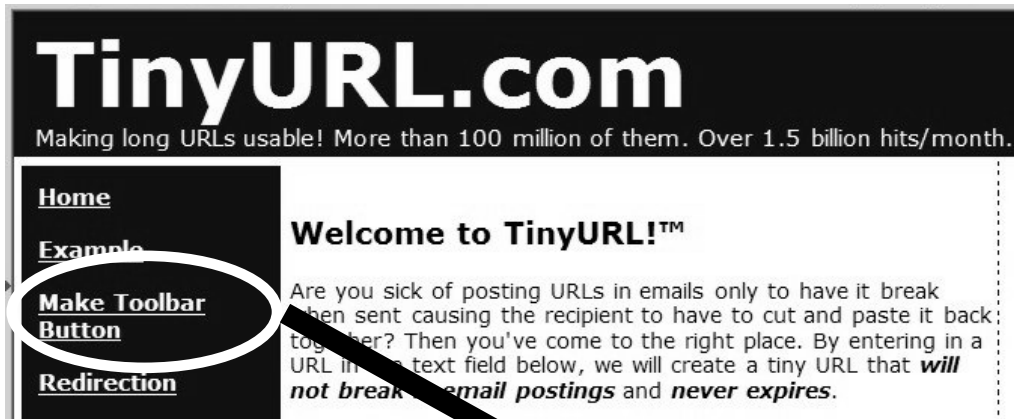 TinyURL.com
Making long URLs usable! More than 100 million of them. Over 1.5 billion hits/month.
Home
Example
Make Toolbar
Button
Redirection
Welcome to TinyURL!™
Are you sick of posting URLs in emails only to have it break
when sent causing the recipient to have to cut and paste it back
together? Then you've come to the right place. By entering in a
URL in text field below, we will create a tiny URL that will
not break email postings and never expires.